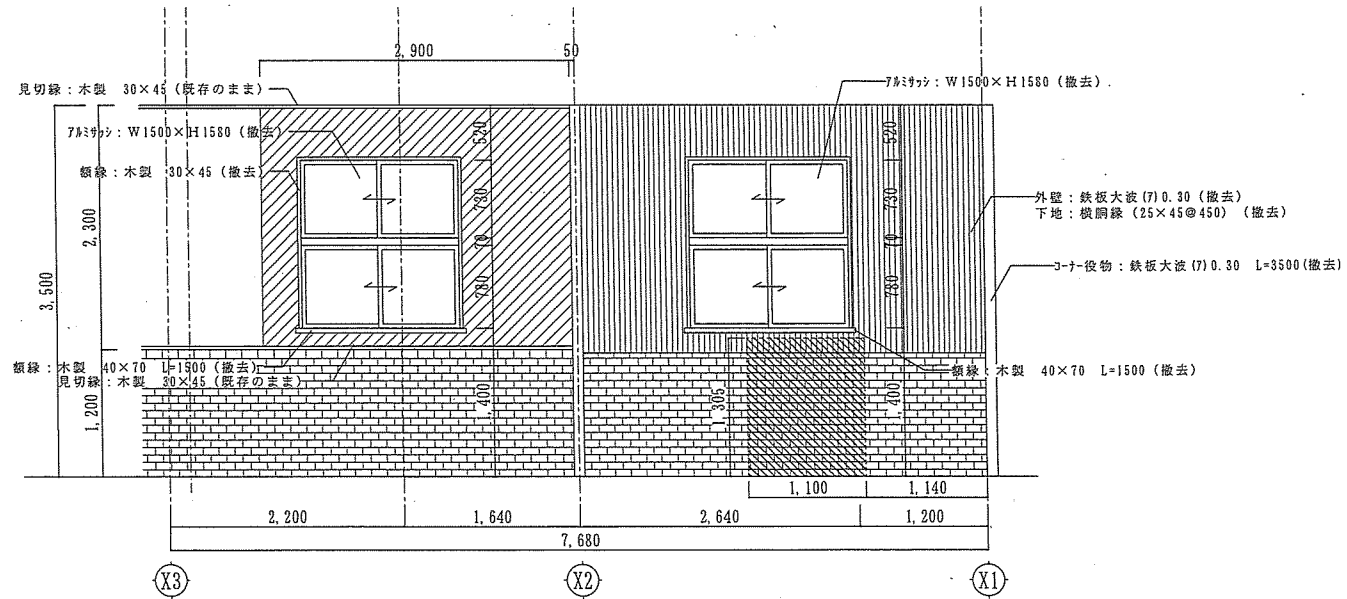 2,900
50
見切縁：木製 30×45 (既存のまま)
ｱﾙﾐｻｯｼ：W1500×H1580 (撤去)
ｱﾙﾐｻｯｼ：W1500×H1580 (撤去)
額縁：木製 30×45 (撤去)
520
730
70
780
520
730
70
780
外壁：鉄板大波(ｱ)0.30 (撤去)
下地：横胴縁 (25×45@450) (撤去)
ｺｰﾅｰ役物：鉄板大波(ｱ)0.30 L=3500(撤去)
3,500
2,300
1,200
額縁：木製 40×70 L=1500 (撤去)
見切縁：木製 30×45 (既存のまま)
額縁：木製 40×70 L=1500 (撤去)
1,400
1,305
1,400
1,100
1,140
2,200
1,640
2,640
1,200
7,680
X3
X2
X1